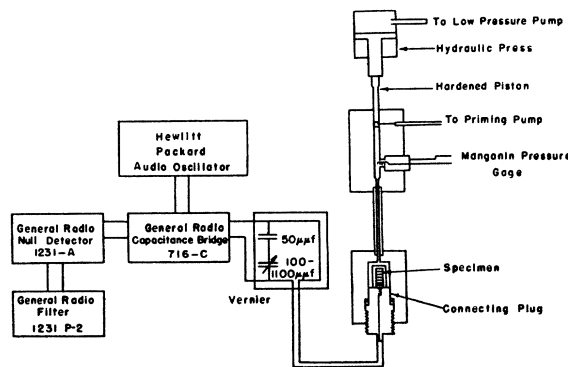 To Low Pressure Pump
Hydraulic Press
Hardened Piston
To Priming Pump
Manganin Pressure
Gage
Specimen
Connecting Plug
Hewlitt
Packard
Audio Oscillator
General Radio
Null Detector
1231-A
General Radio
Capacitance Bridge
716-C
General Radio
Filter
1231 P-2
50μμf
100-
1100μμf
Vernier